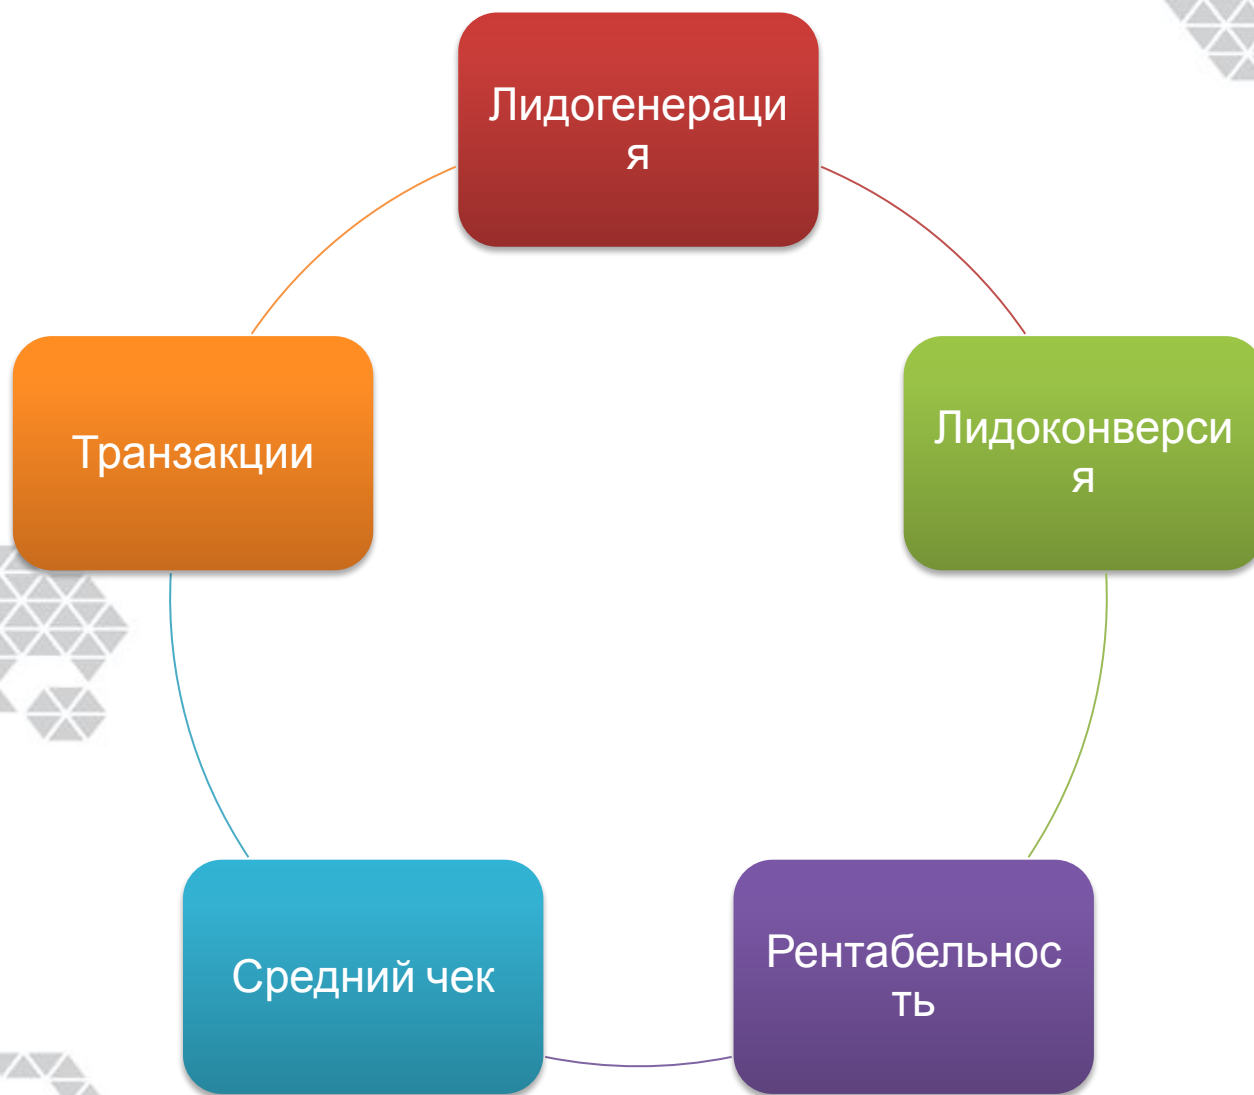 Лидогенераци
я
Лидоконверси
я
Транзакции
Рентабельнос
ть
Средний чек